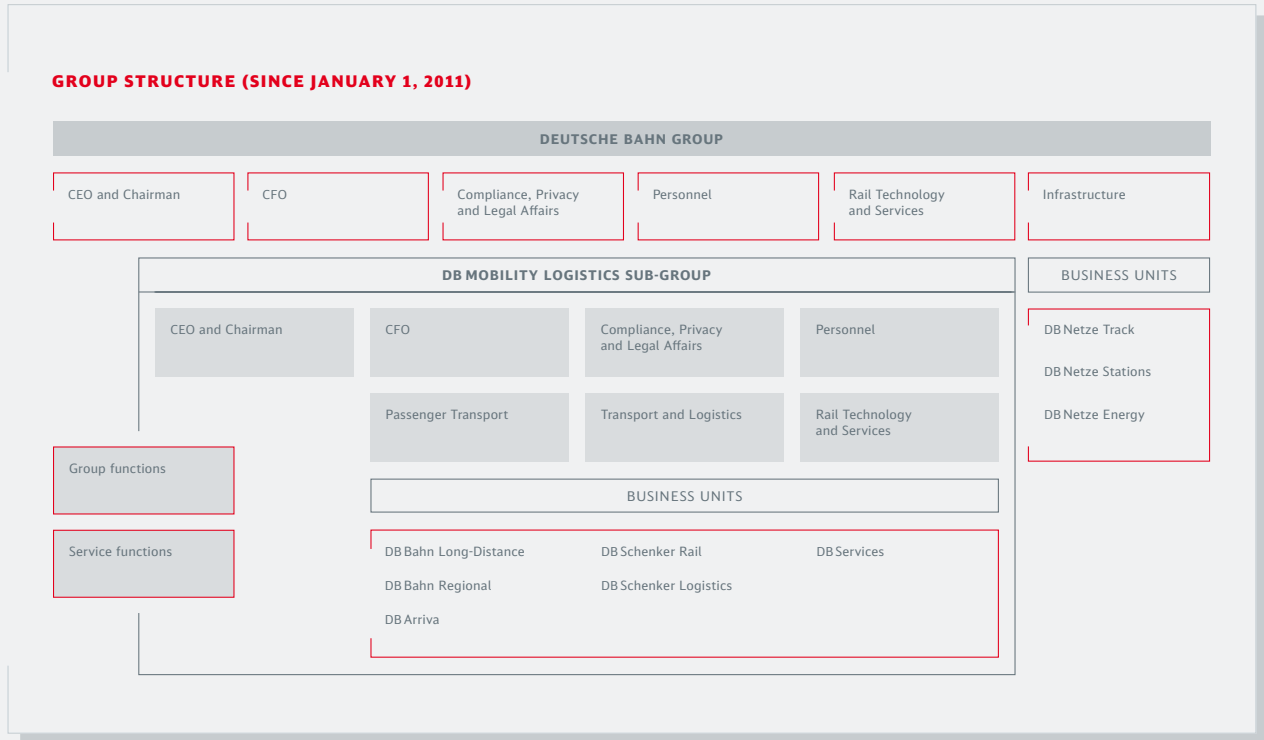 GROUP STRUCTURE (SINCE JANUARY 1, 2011)
DEUTSCHE BAHN GROUP
CEO and Chairman
CFO
Compliance, Privacy
and Legal Affairs
Personnel
Rail Technology
and Services
Infrastructure
DB MOBILITY LOGISTICS SUB-GROUP
BUSINESS UNITS
CEO and Chairman
CFO
Compliance, Privacy
and Legal Affairs
Personnel
DB Netze Track
DB Netze Stations
DB Netze Energy
Passenger Transport
Transport and Logistics
Rail Technology
and Services
Group functions
BUSINESS UNITS
Service functions
DB Bahn Long-Distance
DB Schenker Rail
DB Services
DB Bahn Regional
DB Schenker Logistics
DB Arriva